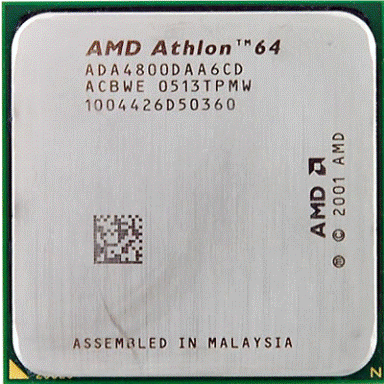 AMD Athlon™64
ADA4800DAA6CD
ACBWE 0513TPMW
1004426D50360
AMD
ⓜ © 2001 AMD
ASSEMBLED IN MALAYSIA